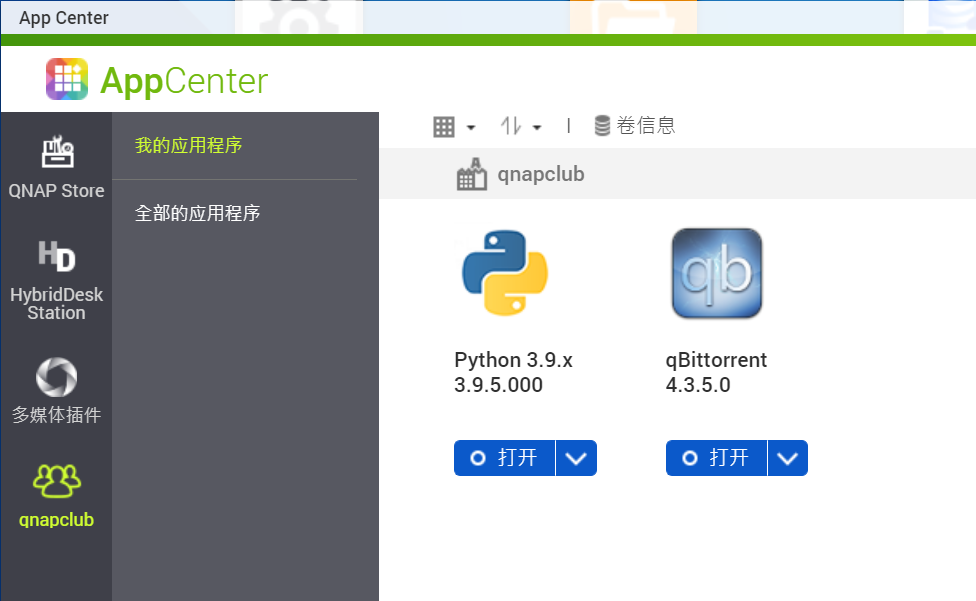 App Center
AppCenter
QNAP Store
HybridDesk
Station
多媒体插件
qnapclub
我的应用程序
全部的应用程序
卷信息
qnapclub
qb
Python 3.9.x
3.9.5.000
qBittorrent
4.3.5.0
打开
打开